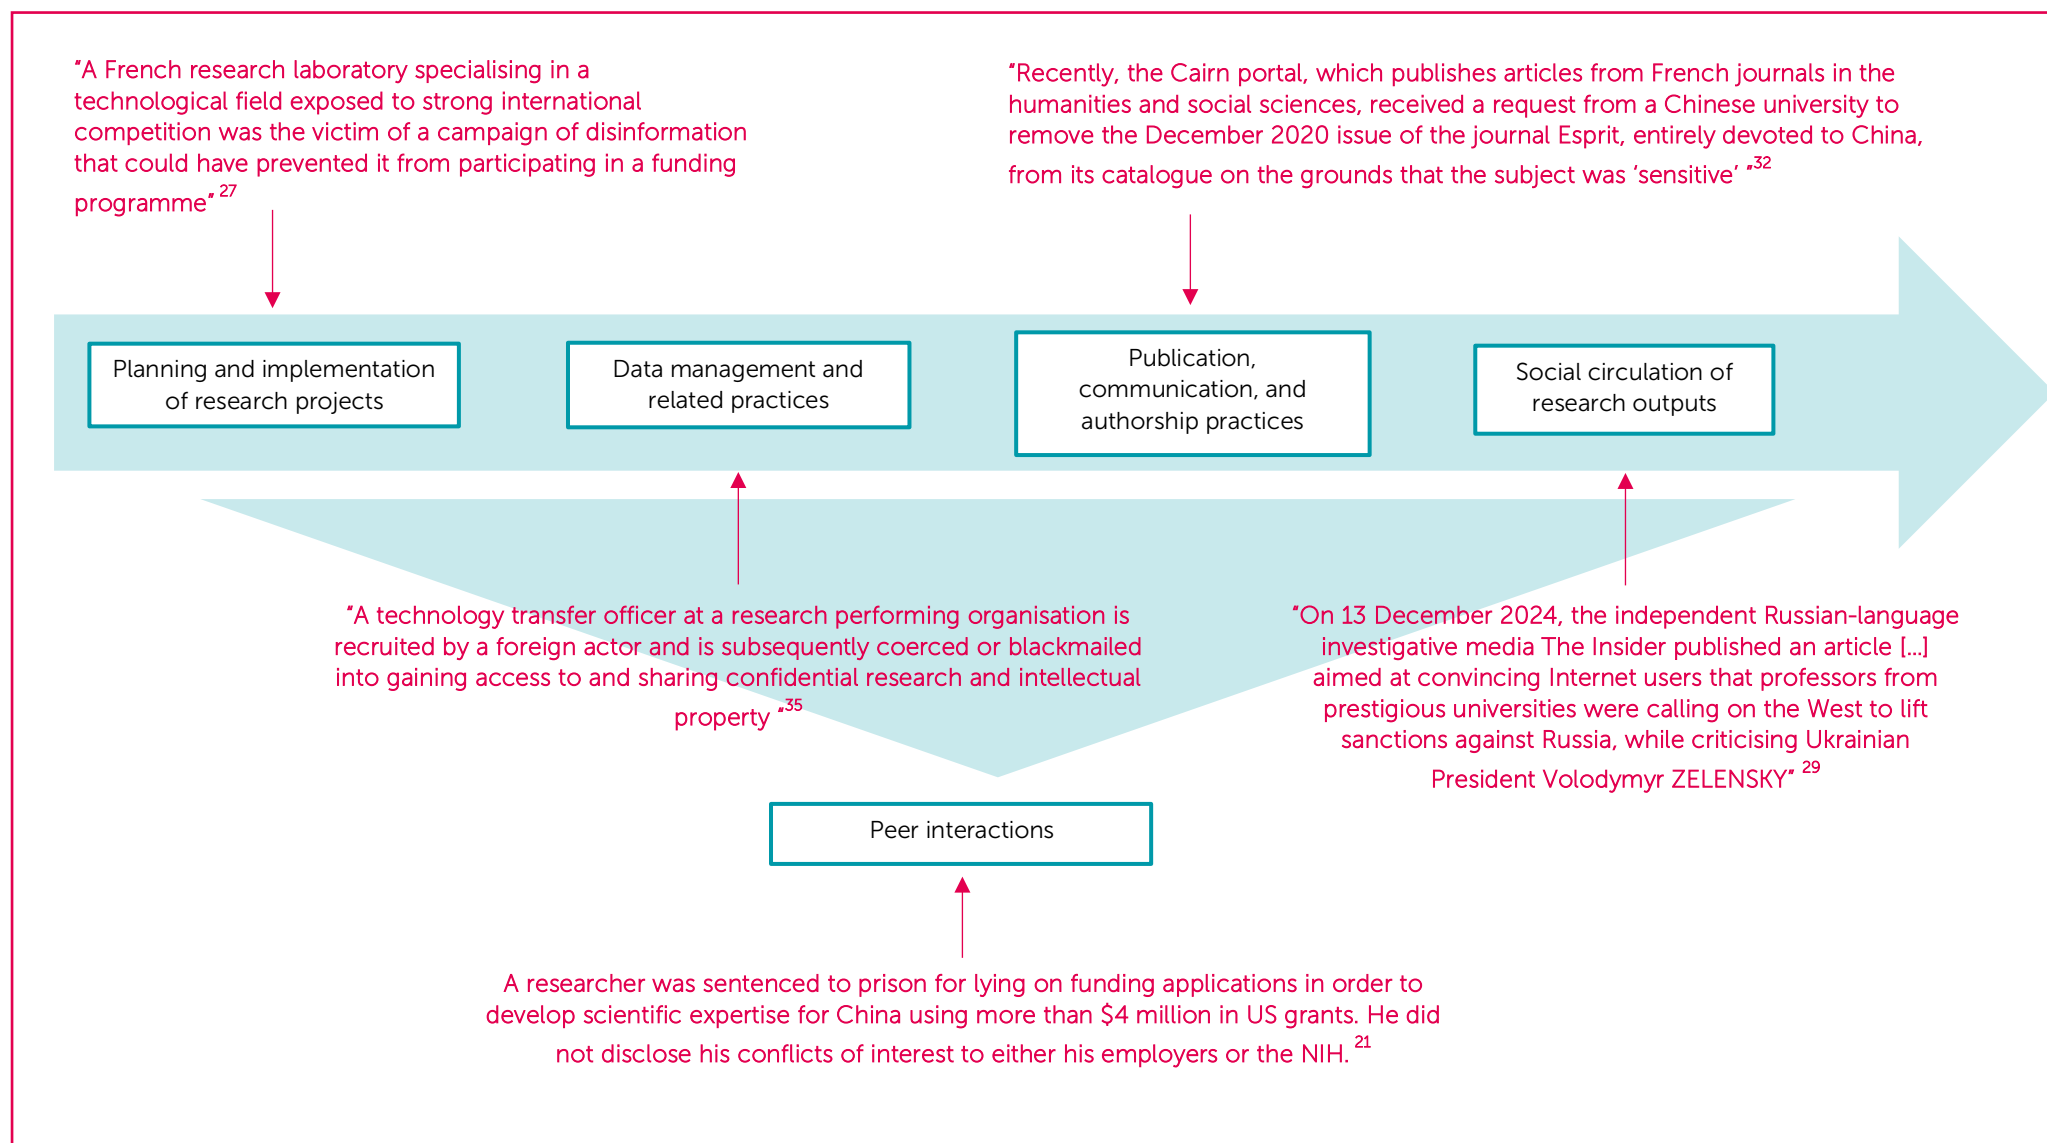 “A French research laboratory specialising in a
technological field exposed to strong international
competition was the victim of a campaign of disinformation
that could have prevented it from participating in a funding
programme” 27
“Recently, the Cairn portal, which publishes articles from French journals in the
humanities and social sciences, received a request from a Chinese university to
remove the December 2020 issue of the journal Esprit, entirely devoted to China,
from its catalogue on the grounds that the subject was ‘sensitive’ ”32
Planning and implementation
of research projects
Data management and
related practices
Publication,
communication, and
authorship practices
Social circulation of
research outputs
“A technology transfer officer at a research performing organisation is
recruited by a foreign actor and is subsequently coerced or blackmailed
into gaining access to and sharing confidential research and intellectual
property “35
“On 13 December 2024, the independent Russian-language
investigative media The Insider published an article [...]
aimed at convincing Internet users that professors from
prestigious universities were calling on the West to lift
sanctions against Russia, while criticising Ukrainian
President Volodymyr ZELENSKY” 29
Peer interactions
A researcher was sentenced to prison for lying on funding applications in order to
develop scientific expertise for China using more than $4 million in US grants. He did
not disclose his conflicts of interest to either his employers or the NIH. 21